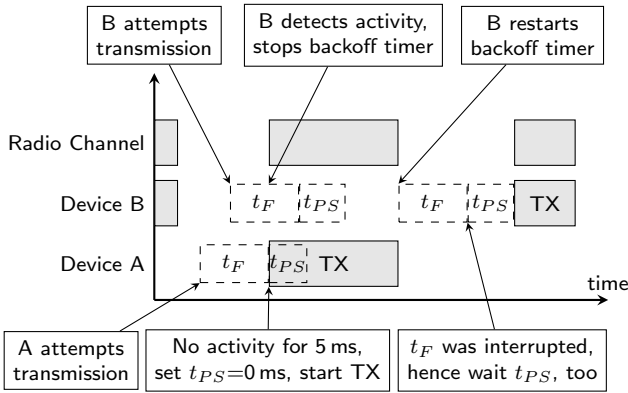 B attempts
transmission
B detects activity,
stops backoff timer
B restarts
backoff timer
Radio Channel
Device B
t_F
t_PS
t_F
t_PS
TX
Device A
t_F
t_PS
TX
time
A attempts
transmission
No activity for 5 ms,
set t_PS=0 ms, start TX
t_F was interrupted,
hence wait t_PS, too